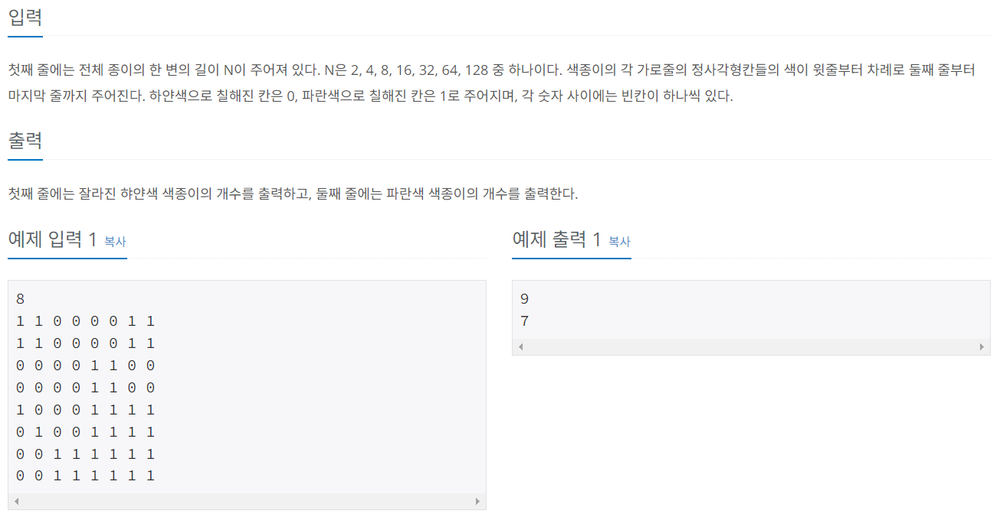 입력
첫째 줄에는 전체 종이의 한 변의 길이 N이 주어져 있다. N은 2, 4, 8, 16, 32, 64, 128 중 하나이다. 색종이의 각 가로줄의 정사각형칸들의 색이 윗줄부터 차례로 둘째 줄부터
마지막 줄까지 주어진다. 하얀색으로 칠해진 칸은 0, 파란색으로 칠해진 칸은 1로 주어지며, 각 숫자 사이에는 빈칸이 하나씩 있다.
출력
첫째 줄에는 잘라진 햐얀색 색종이의 개수를 출력하고, 둘째 줄에는 파란색 색종이의 개수를 출력한다.
예제 입력 1 복사
8
1 1 0 0 0 0 1 1
1 1 0 0 0 0 1 1
0 0 0 0 1 1 0 0
0 0 0 0 1 1 0 0
1 0 0 0 1 1 1 1
0 1 0 0 1 1 1 1
0 0 1 1 1 1 1 1
0 0 1 1 1 1 1 1
예제 출력 1 복사
9
7